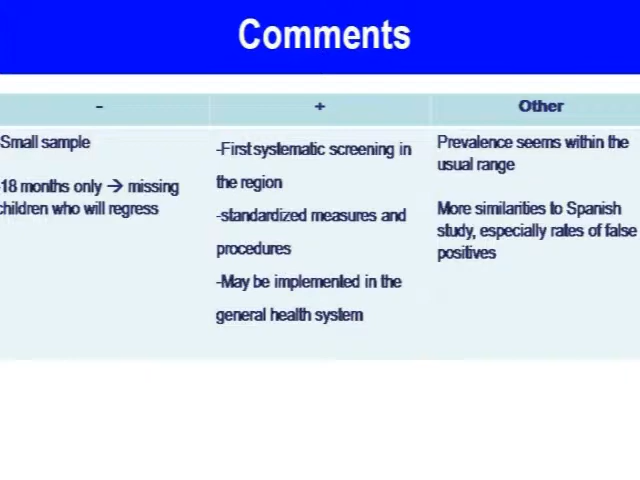 Comments
-
+
Other
Small sample
18 months only → missing
children who will regress
-First systematic screening in
the region
-standardized measures and
procedures
-May be implemented in the
general health system
Prevalence seems within the
usual range
More similarities to Spanish
study, especially rates of false
positives